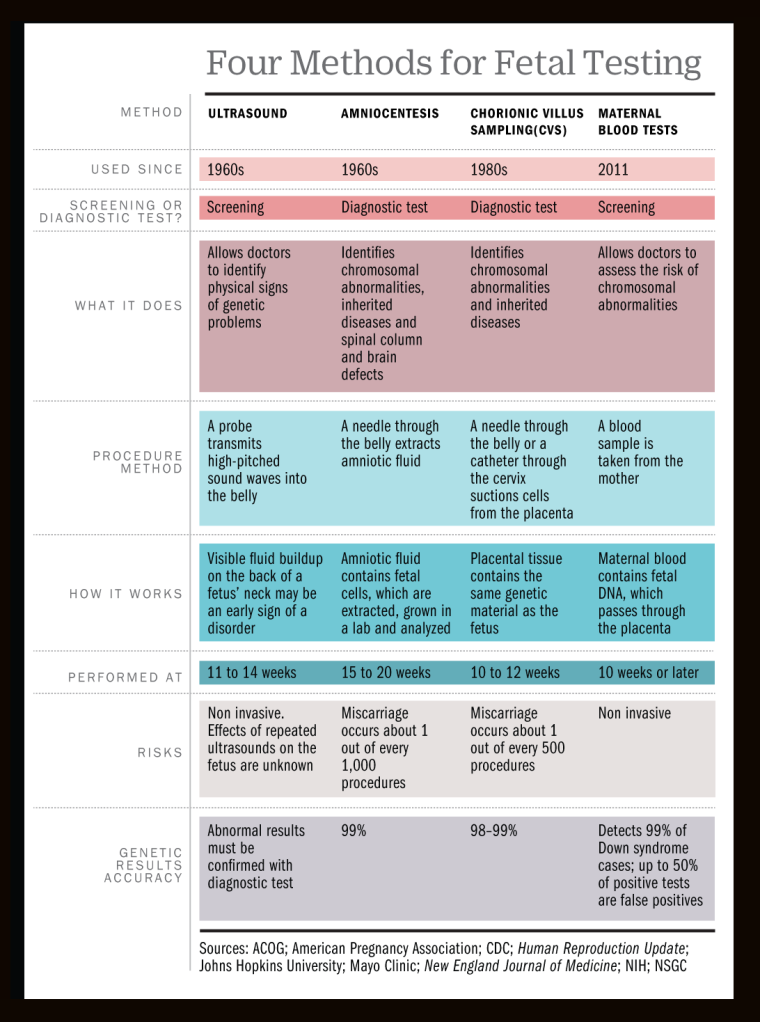 Four Methods for Fetal Testing
METHOD
ULTRASOUND
AMNIOCENTESIS
CHORIONIC VILLUS
SAMPLING(CVS)
MATERNAL
BLOOD TESTS
USED SINCE
1960s
1960s
1980s
2011
SCREENING OR
DIAGNOSTIC TEST?
Screening
Diagnostic test
Diagnostic test
Screening
WHAT IT DOES
Allows doctors
to identify
physical signs
of genetic
problems
Identifies
chromosomal
abnormalities,
inherited
diseases and
spinal column
and brain
defects
Identifies
chromosomal
abnormalities
and inherited
diseases
Allows doctors to
assess the risk of
chromosomal
abnormalities
PROCEDURE
METHOD
A probe
transmits
high-pitched
sound waves into
the belly
A needle through
the belly extracts
amniotic fluid
A needle through
the belly or a
catheter through
the cervix
suctions cells
from the placenta
A blood
sample is
taken from the
mother
HOW IT WORKS
Visible fluid buildup
on the back of a
fetus’ neck may be
an early sign of a
disorder
Amniotic fluid
contains fetal
cells, which are
extracted, grown in
a lab and analyzed
Placental tissue
contains the
same genetic
material as the
fetus
Maternal blood
contains fetal
DNA, which
passes through
the placenta
PERFORMED AT
11 to 14 weeks
15 to 20 weeks
10 to 12 weeks
10 weeks or later
RISKS
Non invasive.
Effects of repeated
ultrasounds on the
fetus are unknown
Miscarriage
occurs about 1
out of every
1,000
procedures
Miscarriage
occurs about 1
out of every 500
procedures
Non invasive
GENETIC
RESULTS
ACCURACY
Abnormal results
must be
confirmed with
diagnostic test
99%
98–99%
Detects 99% of
Down syndrome
cases; up to 50%
of positive tests
are false positives
Sources: ACOG; American Pregnancy Association; CDC; Human Reproduction Update;
Johns Hopkins University; Mayo Clinic; New England Journal of Medicine; NIH; NSGC